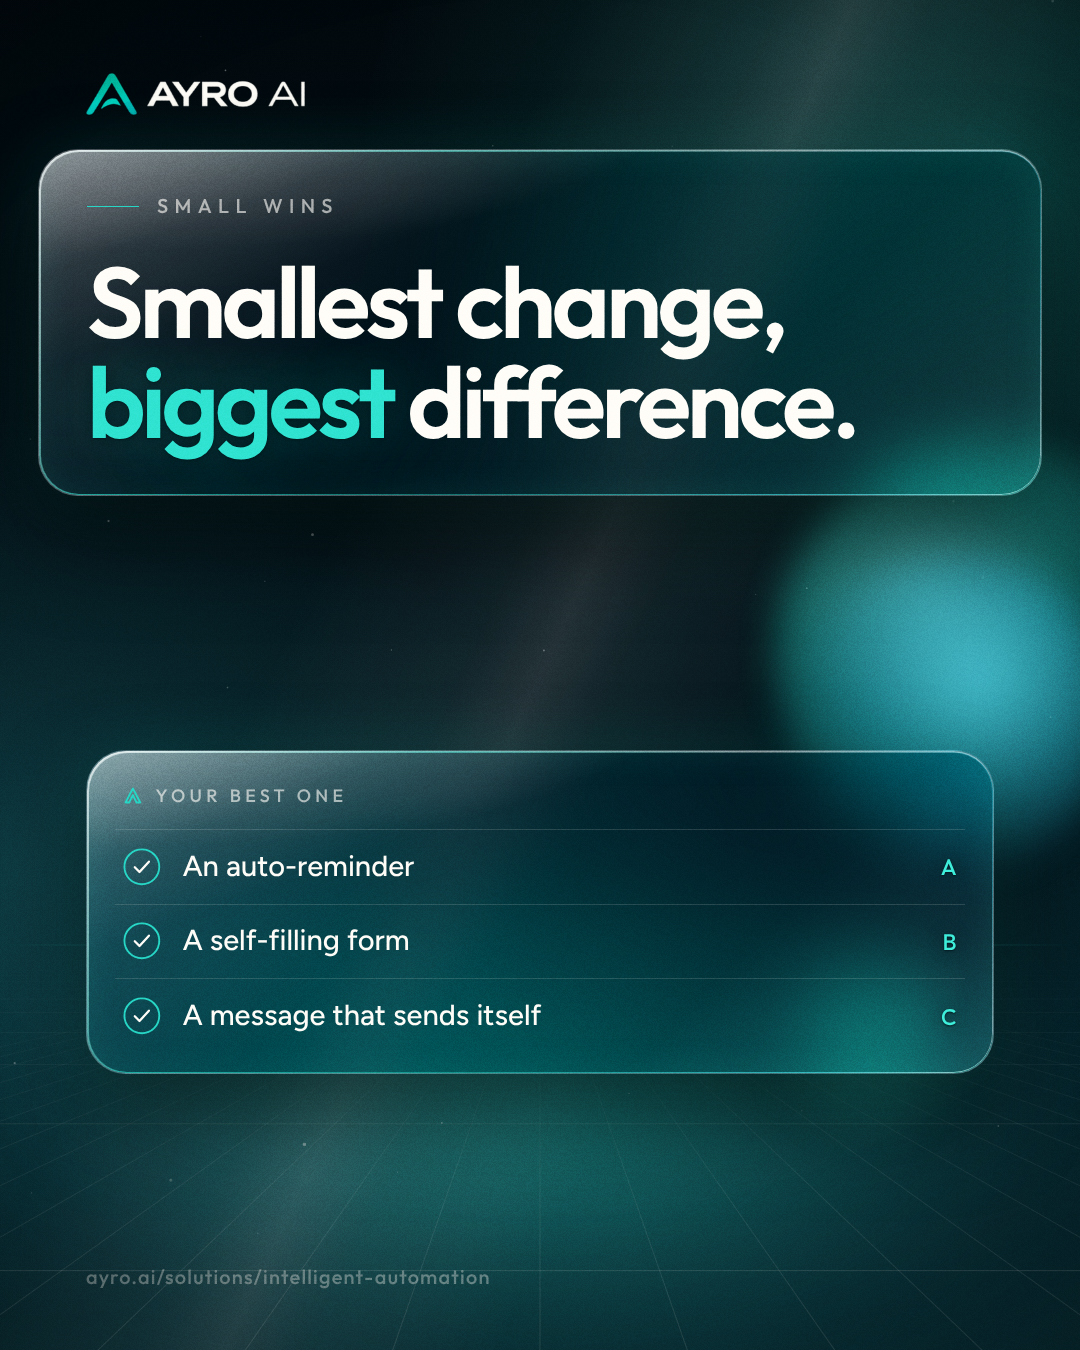 AYRO AI
SMALL WINS
Smallest change,
biggest difference.
YOUR BEST ONE
An auto-reminder A
A self-filling form B
A message that sends itself C
ayro.ai/solutions/intelligent-automation